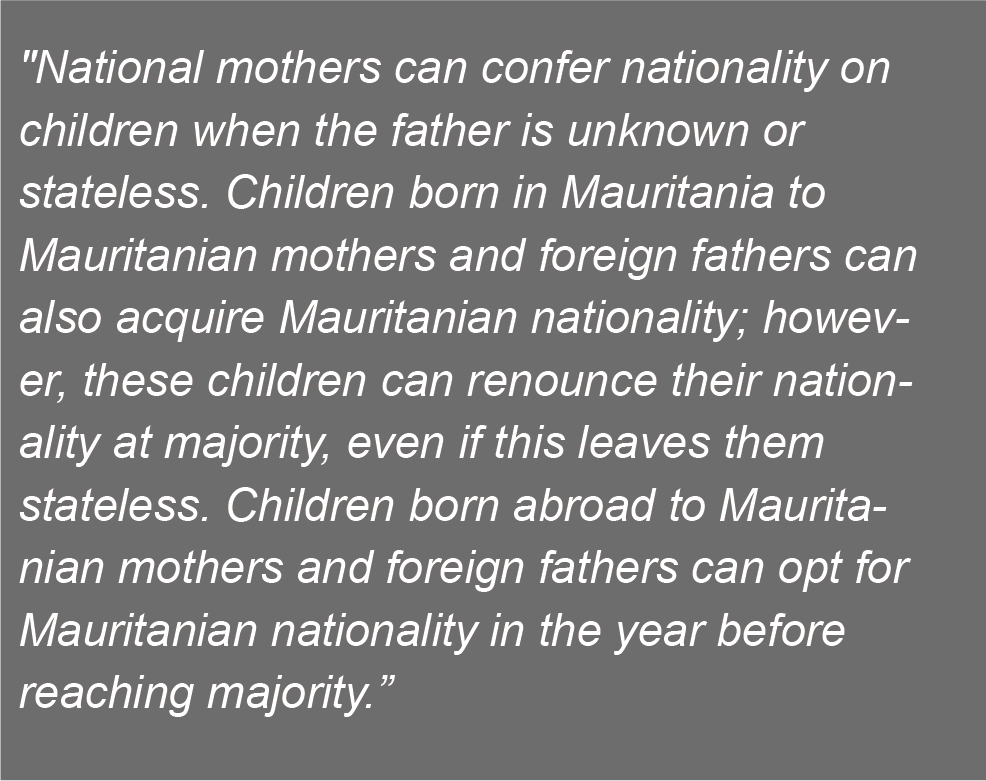 "National mothers can confer nationality on
children when the father is unknown or
stateless. Children born in Mauritania to
Mauritanian mothers and foreign fathers can
also acquire Mauritanian nationality; howev-
er, these children can renounce their nation-
ality at majority, even if this leaves them
stateless. Children born abroad to Maurita-
nian mothers and foreign fathers can opt for
Mauritanian nationality in the year before
reaching majority.”